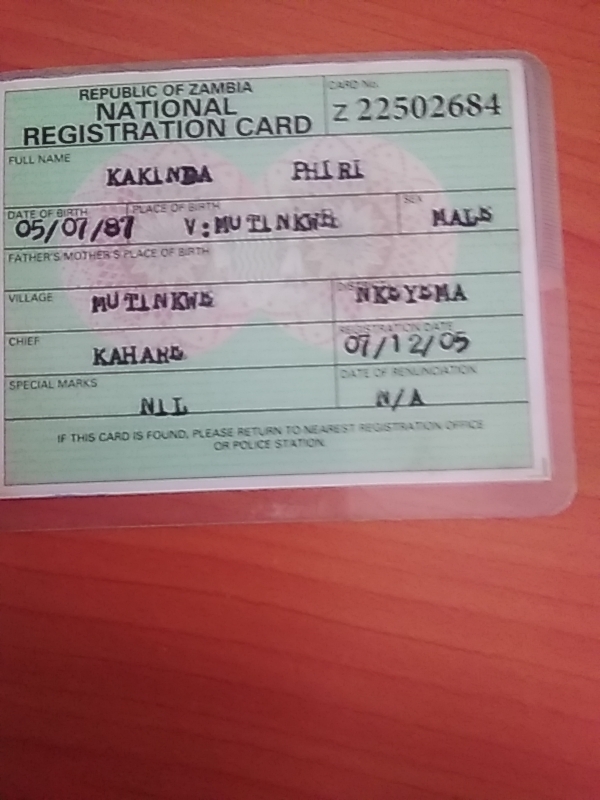 REPUBLIC OF ZAMBIA
NATIONAL
REGISTRATION CARD
CARD No.
Z 22502684
FULL NAME
KAKINDA PHIRI
DATE OF BIRTH
05/07/87
PLACE OF BIRTH
V:MUTINKWE
SEX
MALE
FATHER'S/MOTHER'S PLACE OF BIRTH
VILLAGE
MUTINKWE
NKEYEMA
CHIEF
KAHARE
REGISTRATION DATE
07/12/05
SPECIAL MARKS
NIL
DATE OF RENUNCIATION
N/A
IF THIS CARD IS FOUND, PLEASE RETURN TO NEAREST REGISTRATION OFFICE
OR POLICE STATION.